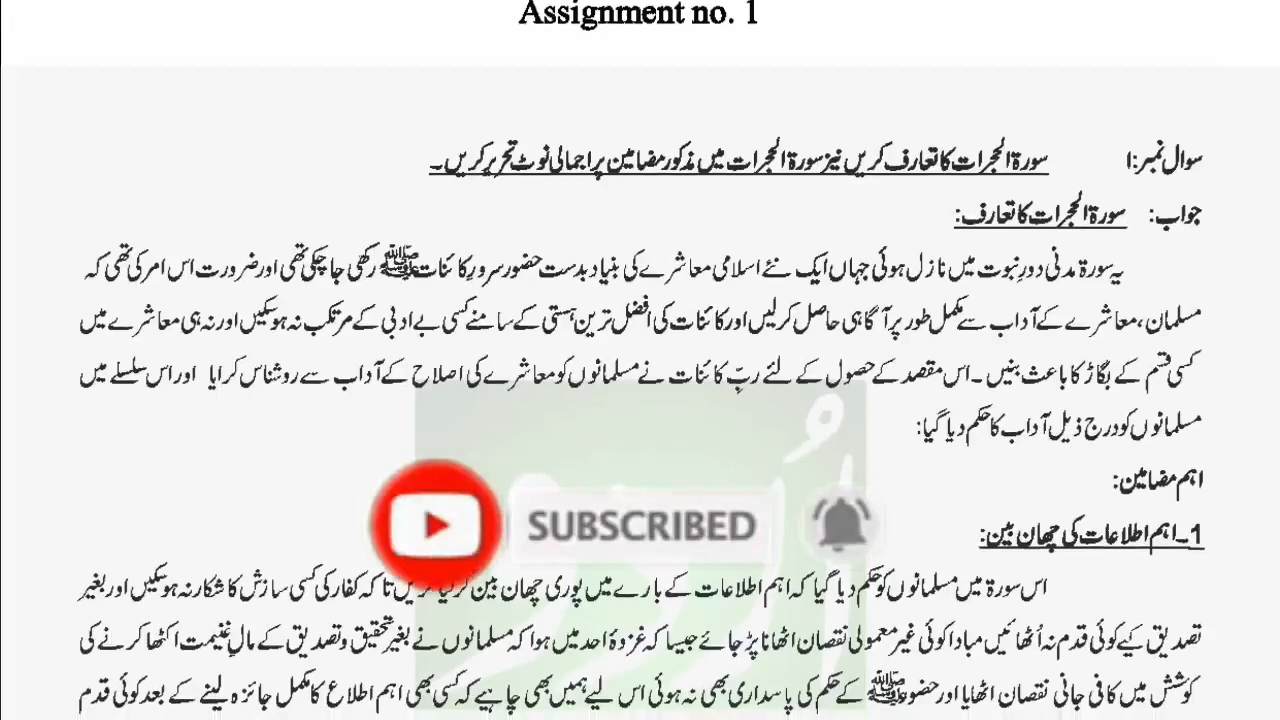 Assignment no. 1
سوال نمبر:۱ سورۃ الحجرات کا تعارف کریں نیز سورۃ الحجرات میں مذکور مضامین پر اجمالی نوٹ تحریر کریں۔
جواب: سورۃ الحجرات کا تعارف:
یہ سورۃ مدنی دورِ نبوت میں نازل ہوئی جہاں ایک نئے اسلامی معاشرے کی بنیاد بدست حضور سرورِ کائناتﷺ رکھی جا چکی تھی اور ضرورت اس امر کی تھی کہ
مسلمان، معاشرے کے آداب سے مکمل طور پر آگاہی حاصل کر لیں اور کائنات کی افضل ترین ہستی کے سامنے کسی بے ادبی کے مرتکب نہ ہو سکیں اور نہ ہی معاشرے میں
کسی قسم کے بگاڑ کا باعث بنیں۔ اس مقصد کے حصول کے لئے ربِّ کائنات نے مسلمانوں کو معاشرے کی اصلاح کے آداب سے روشناس کرایا اور اس سلسلے میں
مسلمانوں کو درج ذیل آداب کا حکم دیا گیا:
اہم مضامین:
1۔ اہم اطلاعات کی چھان بین:
SUBSCRIBED
اس سورۃ میں مسلمانوں کو حکم دیا گیا کہ اہم اطلاعات کے بارے میں پوری چھان بین کر لیا کریں تا کہ کفار کی کسی سازش کا شکار نہ ہو سکیں اور بغیر
تصدیق کیے کوئی قدم نہ اُٹھائیں مبادا کوئی غیر معمولی نقصان اٹھانا پڑ جائے جیسا کہ غزوۂ احد میں ہوا کہ مسلمانوں نے بغیر تحقیق و تصدیق کے مالِ غنیمت اکٹھا کرنے کی
کوشش میں کافی جانی نقصان اٹھایا اور حضورﷺ کے حکم کی پاسداری بھی نہ ہوئی اس لیے ہمیں بھی چاہیے کہ کسی بھی اہم اطلاع کا مکمل جائزہ لینے کے بعد کوئی قدم